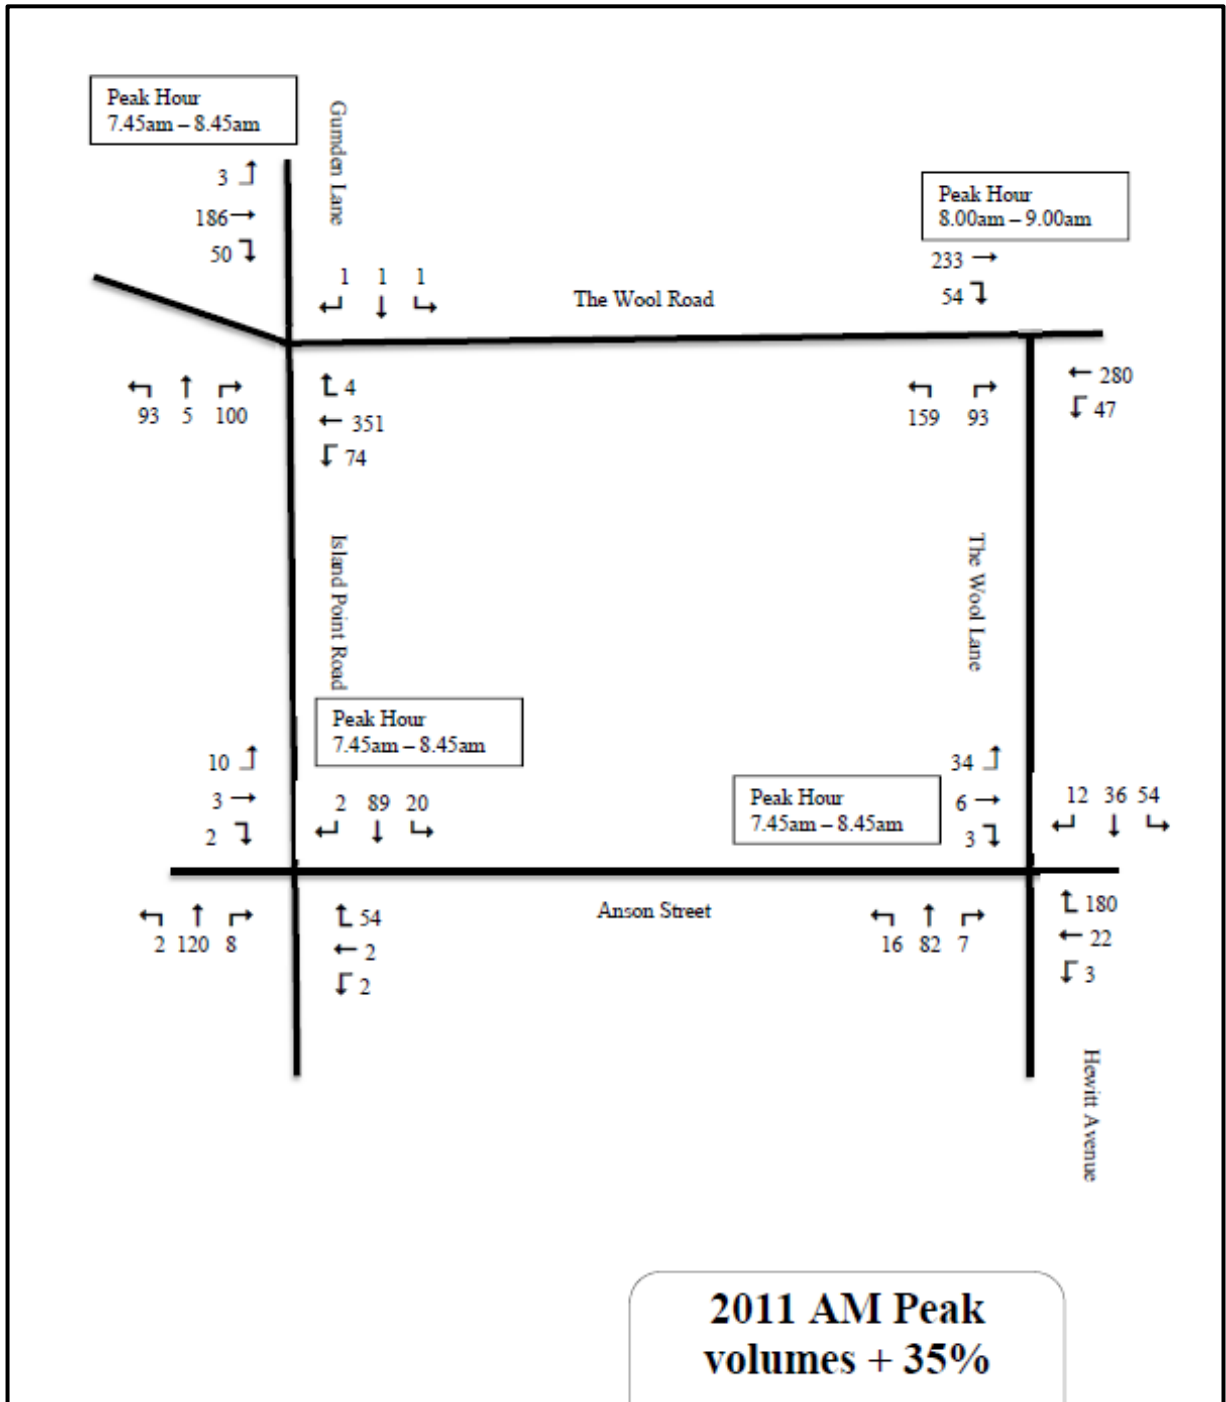 Peak Hour
7.45am – 8.45am
Gumden Lane
3
186
50
Peak Hour
8.00am – 9.00am
233
54
1 1 1
The Wool Road
93 5 100
4
351
74
159 93
280
47
Island Point Road
The Wool Lane
Peak Hour
7.45am – 8.45am
10
3
2
2 89 20
Peak Hour
7.45am – 8.45am
34
6
3
12 36 54
Anson Street
2 120 8
54
2
2
16 82 7
180
22
3
Hewitt Avenue
2011 AM Peak
volumes + 35%